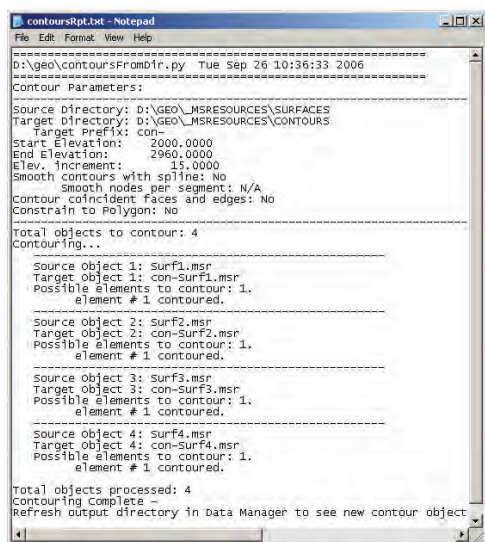 contoursRpt.txt - Notepad
File Edit Format View Help
==========================================================
D:\geo\contoursFromDir.py  Tue Sep 26 10:36:33 2006
==========================================================
Contour Parameters:
----------------------------------------------------------------
Source Directory: D:\GEO\_MSRESOURCES\SURFACES
Target Directory: D:\GEO\_MSRESOURCES\CONTOURS
Target Prefix: con-
Start Elevation: 2000.0000
End Elevation: 2960.0000
Elev. increment: 15.0000
Smooth contours with spline: No
Smooth nodes per segment: N/A
Contour coincident faces and edges: No
Constrain to Polygon: No
----------------------------------------------------------------
Total objects to contour: 4
Contouring...
--------------------------------------------------
Source Object 1: Surf1.msr
Target Object 1: con-Surf1.msr
Possible elements to contour: 1.
element # 1 contoured.
--------------------------------------------------
Source Object 2: Surf2.msr
Target Object 2: con-Surf2.msr
Possible elements to contour: 1.
element # 1 contoured.
--------------------------------------------------
Source Object 3: Surf3.msr
Target Object 3: con-Surf3.msr
Possible elements to contour: 1.
element # 1 contoured.
--------------------------------------------------
Source Object 4: Surf4.msr
Target Object 4: con-Surf4.msr
Possible elements to contour: 1.
element # 1 contoured.
Total objects processed: 4
Contouring Complete -
Refresh output directory in Data Manager to see new contour object